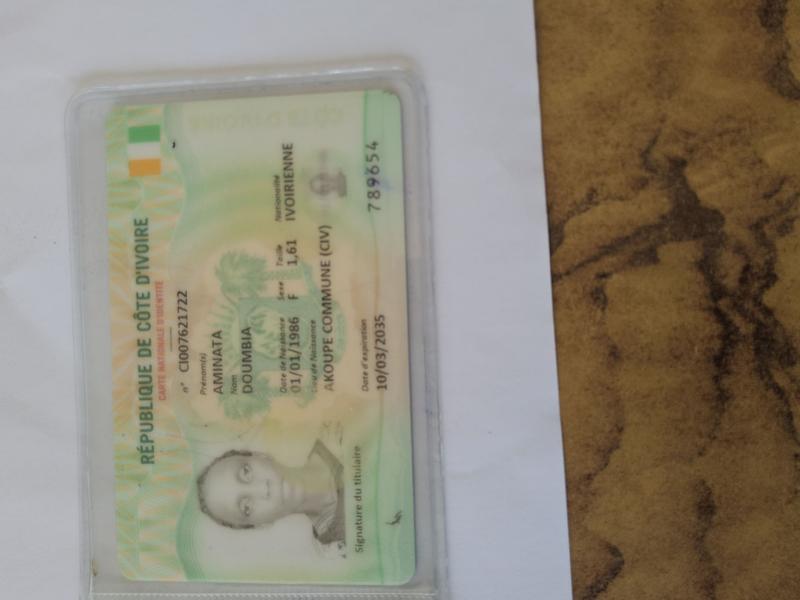 RÉPUBLIQUE DE CÔTE D'IVOIRE
CARTE NATIONALE D'IDENTITÉ
n° CI007621722
Prénom(s)
AMINATA
Nom
DOUMBIA
Date de Naissance Sexe Taille Nationalité
01/01/1986 F 1,61 IVOIRIENNE
Lieu de Naissance
AKOUPE COMMUNE (CIV)
Date d'expiration
10/03/2035
789654
Signature du titulaire